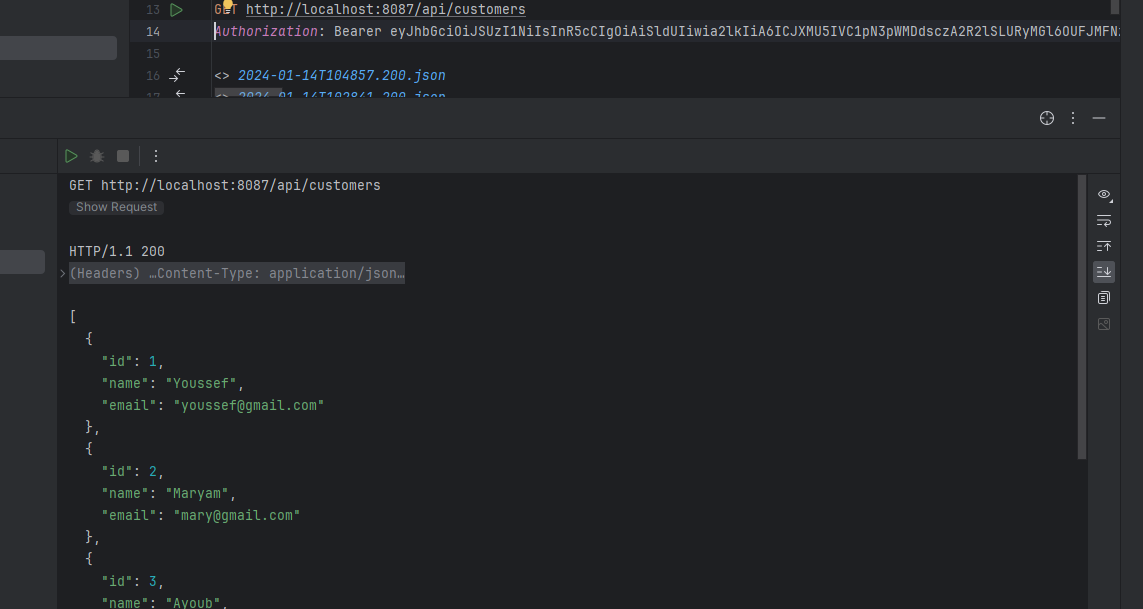 13 GET http://localhost:8087/api/customers
14 Authorization: Bearer
15
16 <> 2024-01-14T104857.200.json
17 <> 2024-01-14T102841.200.json
GET http://localhost:8087/api/customers
Show Request
HTTP/1.1 200
(Headers) …Content-Type: application/json…
[
{
"id": 1,
"name": "Youssef",
"email": "youssef@gmail.com"
},
{
"id": 2,
"name": "Maryam",
"email": "mary@gmail.com"
},
{
"id": 3,
"name": "Ayoub",